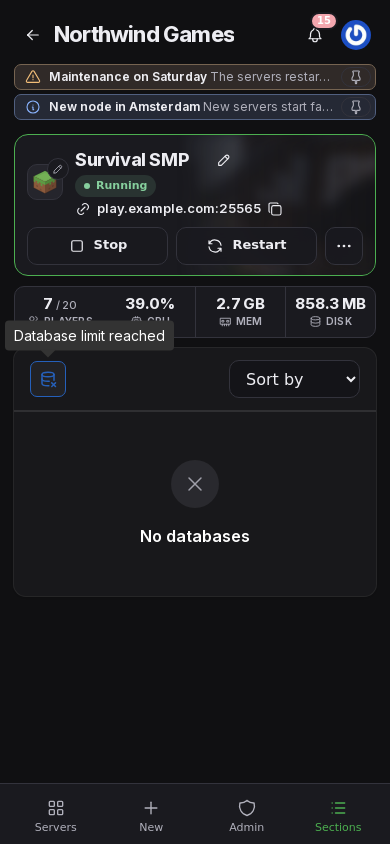 Northwind Games
15
Maintenance on Saturday The servers restar...
New node in Amsterdam New servers start fa...
Survival SMP
Running
play.example.com:25565
Stop
Restart
7 / 20
39.0%
2.7 GB
858.3 MB
MEM
DISK
Database limit reached
Sort by
No databases
Servers
New
Admin
Sections